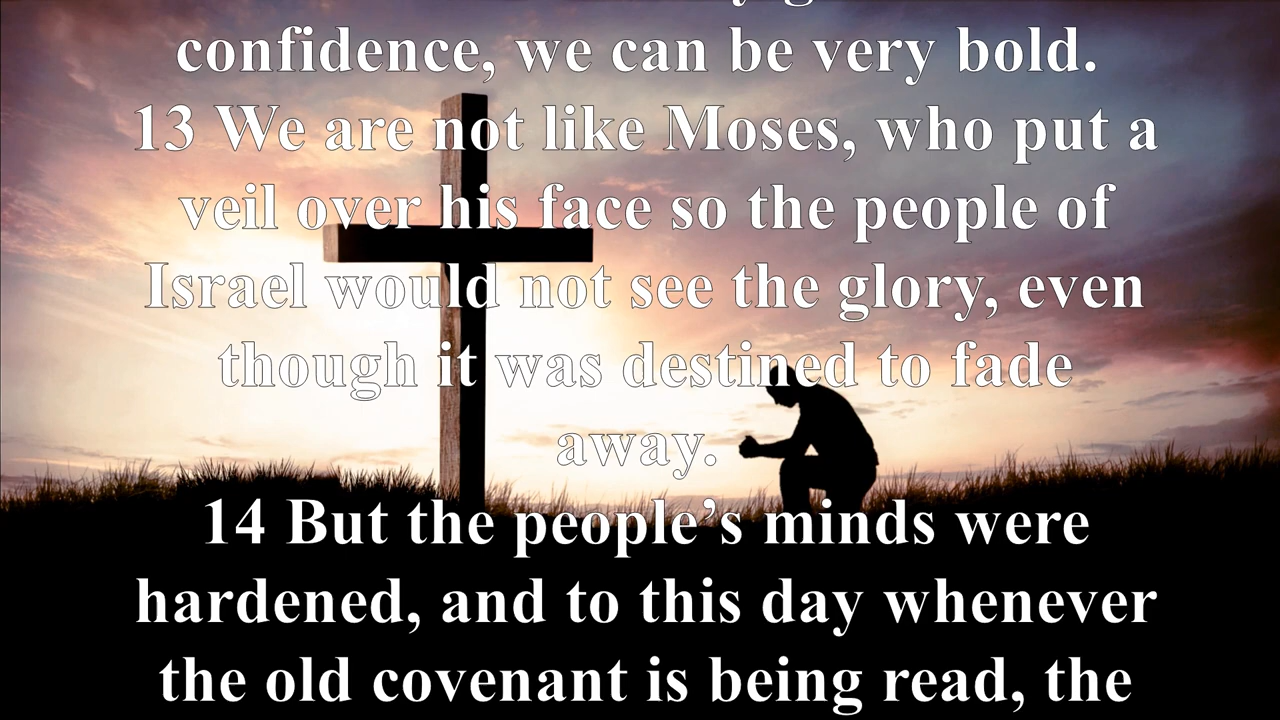 confidence, we can be very bold.
13 We are not like Moses, who put a
veil over his face so the people of
Israel would not see the glory, even
though it was destined to fade
away.
14 But the people’s minds were
hardened, and to this day whenever
the old covenant is being read, the